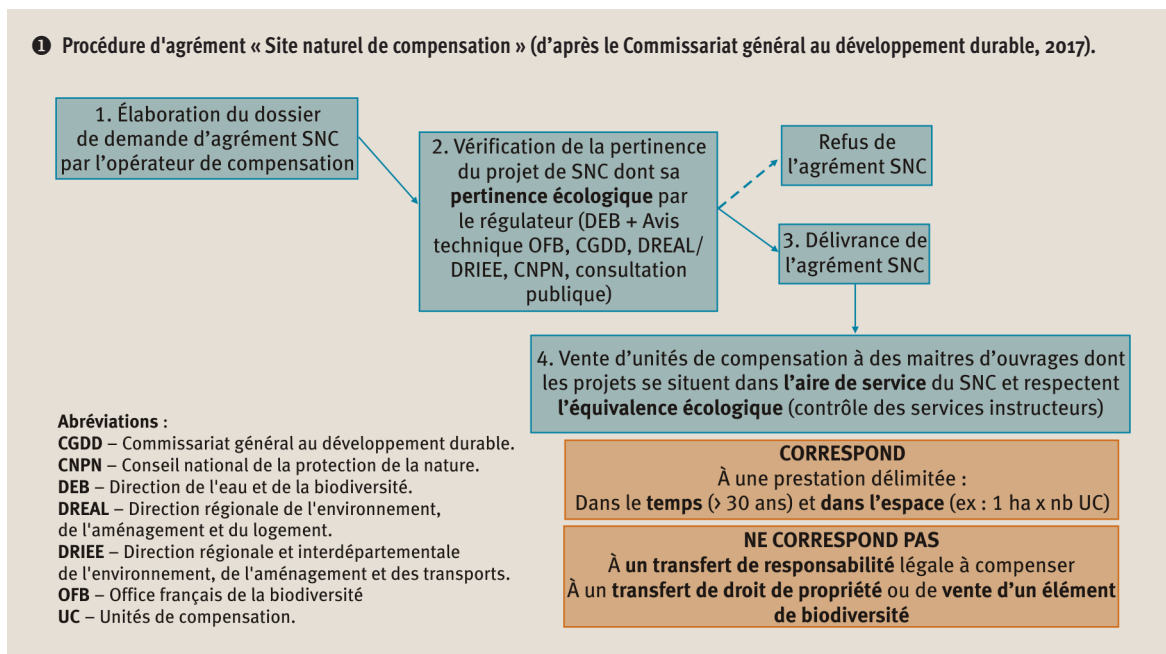 ❶ Procédure d'agrément « Site naturel de compensation » (d’après le Commissariat général au développement durable, 2017).
1. Élaboration du dossier
de demande d’agrément SNC
par l’opérateur de compensation
2. Vérification de la pertinence
du projet de SNC dont sa
pertinence écologique par
le régulateur (DEB + Avis
technique OFB, CGDD, DREAL/
DRIEE, CNPN, consultation
publique)
Refus de
l’agrément SNC
3. Délivrance de
l’agrément SNC
4. Vente d’unités de compensation à des maitres d’ouvrages dont
les projets se situent dans l’aire de service du SNC et respectent
l’équivalence écologique (contrôle des services instructeurs)
CORRESPOND
À une prestation délimitée :
Dans le temps (> 30 ans) et dans l’espace (ex : 1 ha x nb UC)
NE CORRESPOND PAS
À un transfert de responsabilité légale à compenser
À un transfert de droit de propriété ou de vente d’un élément
de biodiversité
Abréviations :
CGDD – Commissariat général au développement durable.
CNPN – Conseil national de la protection de la nature.
DEB – Direction de l'eau et de la biodiversité.
DREAL – Direction régionale de l'environnement,
de l'aménagement et du logement.
DRIEE – Direction régionale et interdépartementale
de l'environnement, de l'aménagement et des transports.
OFB – Office français de la biodiversité
UC – Unités de compensation.